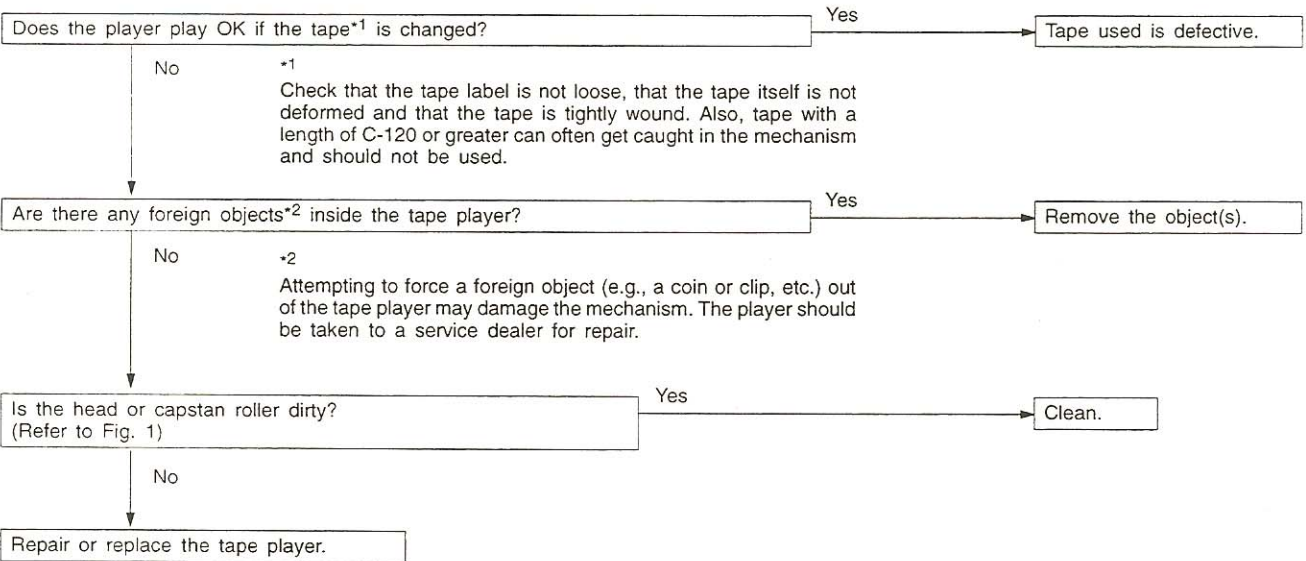 Does the player play OK if the tape*1 is changed?
Yes
Tape used is defective.
No
*1
Check that the tape label is not loose, that the tape itself is not
deformed and that the tape is tightly wound. Also, tape with a
length of C-120 or greater can often get caught in the mechanism
and should not be used.
Are there any foreign objects*2 inside the tape player?
Yes
Remove the object(s).
No
*2
Attempting to force a foreign object (e.g., a coin or clip, etc.) out
of the tape player may damage the mechanism. The player should
be taken to a service dealer for repair.
Is the head or capstan roller dirty?
(Refer to Fig. 1)
Yes
Clean.
No
Repair or replace the tape player.